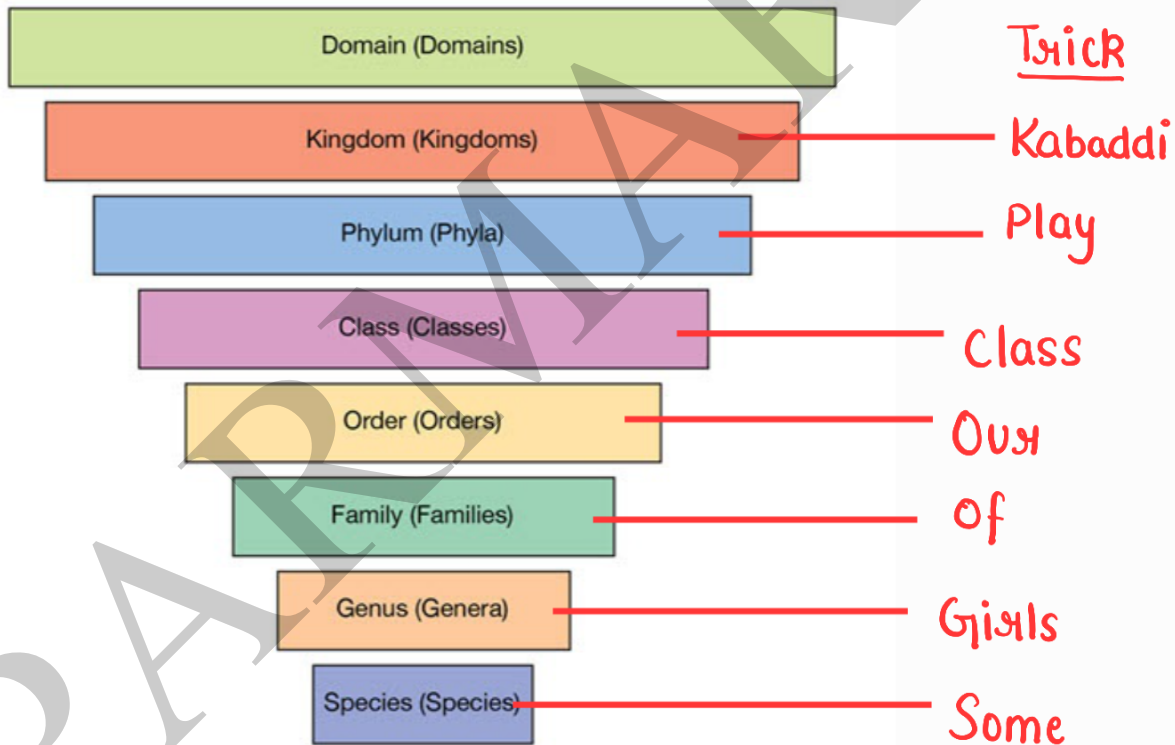 Domain (Domains)
Trick
Kingdom (Kingdoms)
Kabaddi
Phylum (Phyla)
Play
Class (Classes)
Class
Order (Orders)
Our
Family (Families)
Of
Genus (Genera)
Girls
Species (Species)
Some
PARMAR